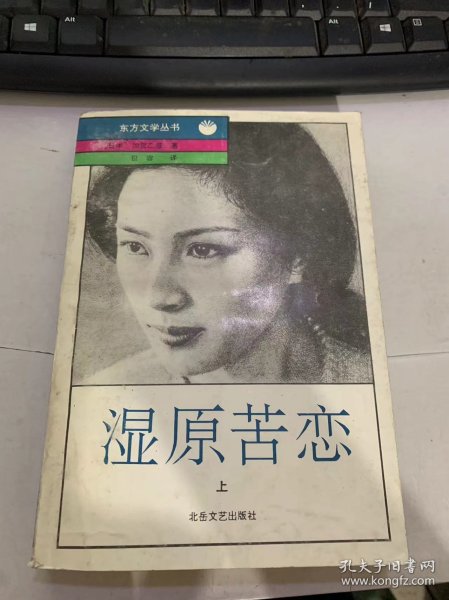 Alt
Alt
东方文学丛书
加贺乙彦 著
译
湿原苦恋
上
北岳文艺出版社
孔夫子旧书网
www.kongfz.com